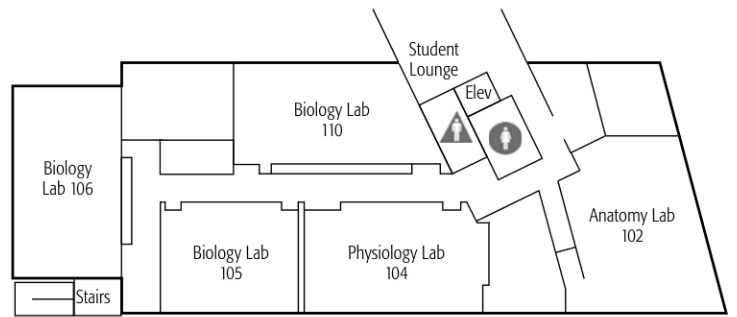 Student
Lounge
Elev
Biology Lab
110
Biology
Lab 106
Anatomy Lab
102
Biology Lab
105
Physiology Lab
104
Stairs